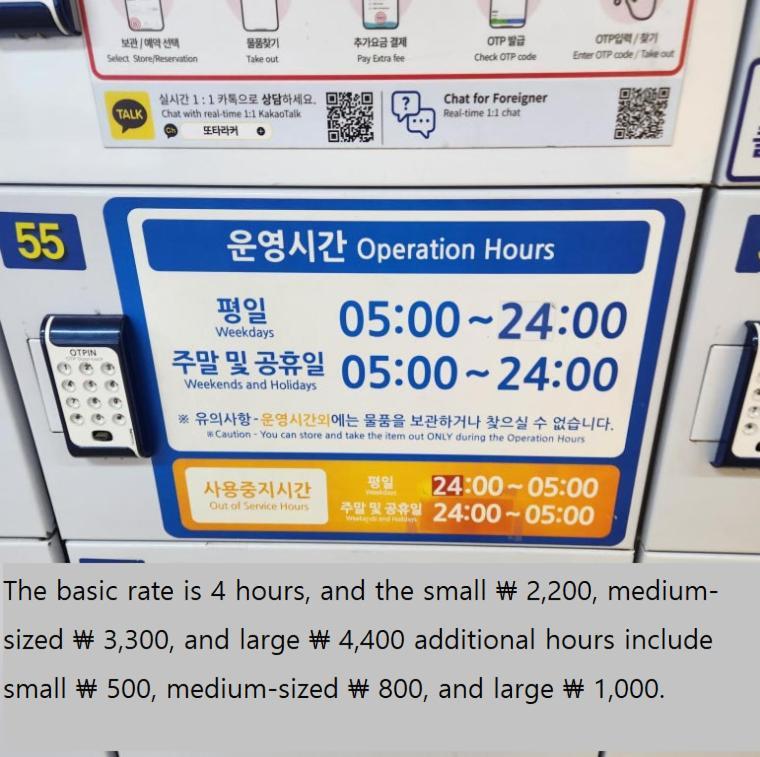 보관 / 예약 선택
Select Store/Reservation
물품찾기
Take out
추가요금 결제
Pay Extra fee
OTP 발급
Check OTP code
OTP입력 / 찾기
Enter OTP code / Take out
TALK
실시간 1 : 1 카톡으로 상담하세요.
Chat with real-time 1:1 KakaoTalk
Ch 또타라커
?
Chat for Foreigner
Real-time 1:1 chat
55
운영시간 Operation Hours
평일 05:00~24:00
Weekdays
주말 및 공휴일 05:00~24:00
Weekends and Holidays
※ 유의사항-운영시간외에는 물품을 보관하거나 찾으실 수 없습니다.
※Caution - You can store and take the item out ONLY during the Operation Hours
사용중지시간
Out of Service Hours
평일 24:00~05:00
Weekdays
주말 및 공휴일 24:00~05:00
Weekends and Holidays
OTPIN
The basic rate is 4 hours, and the small ₩ 2,200, medium-
sized ₩ 3,300, and large ₩ 4,400 additional hours include
small ₩ 500, medium-sized ₩ 800, and large ₩ 1,000.